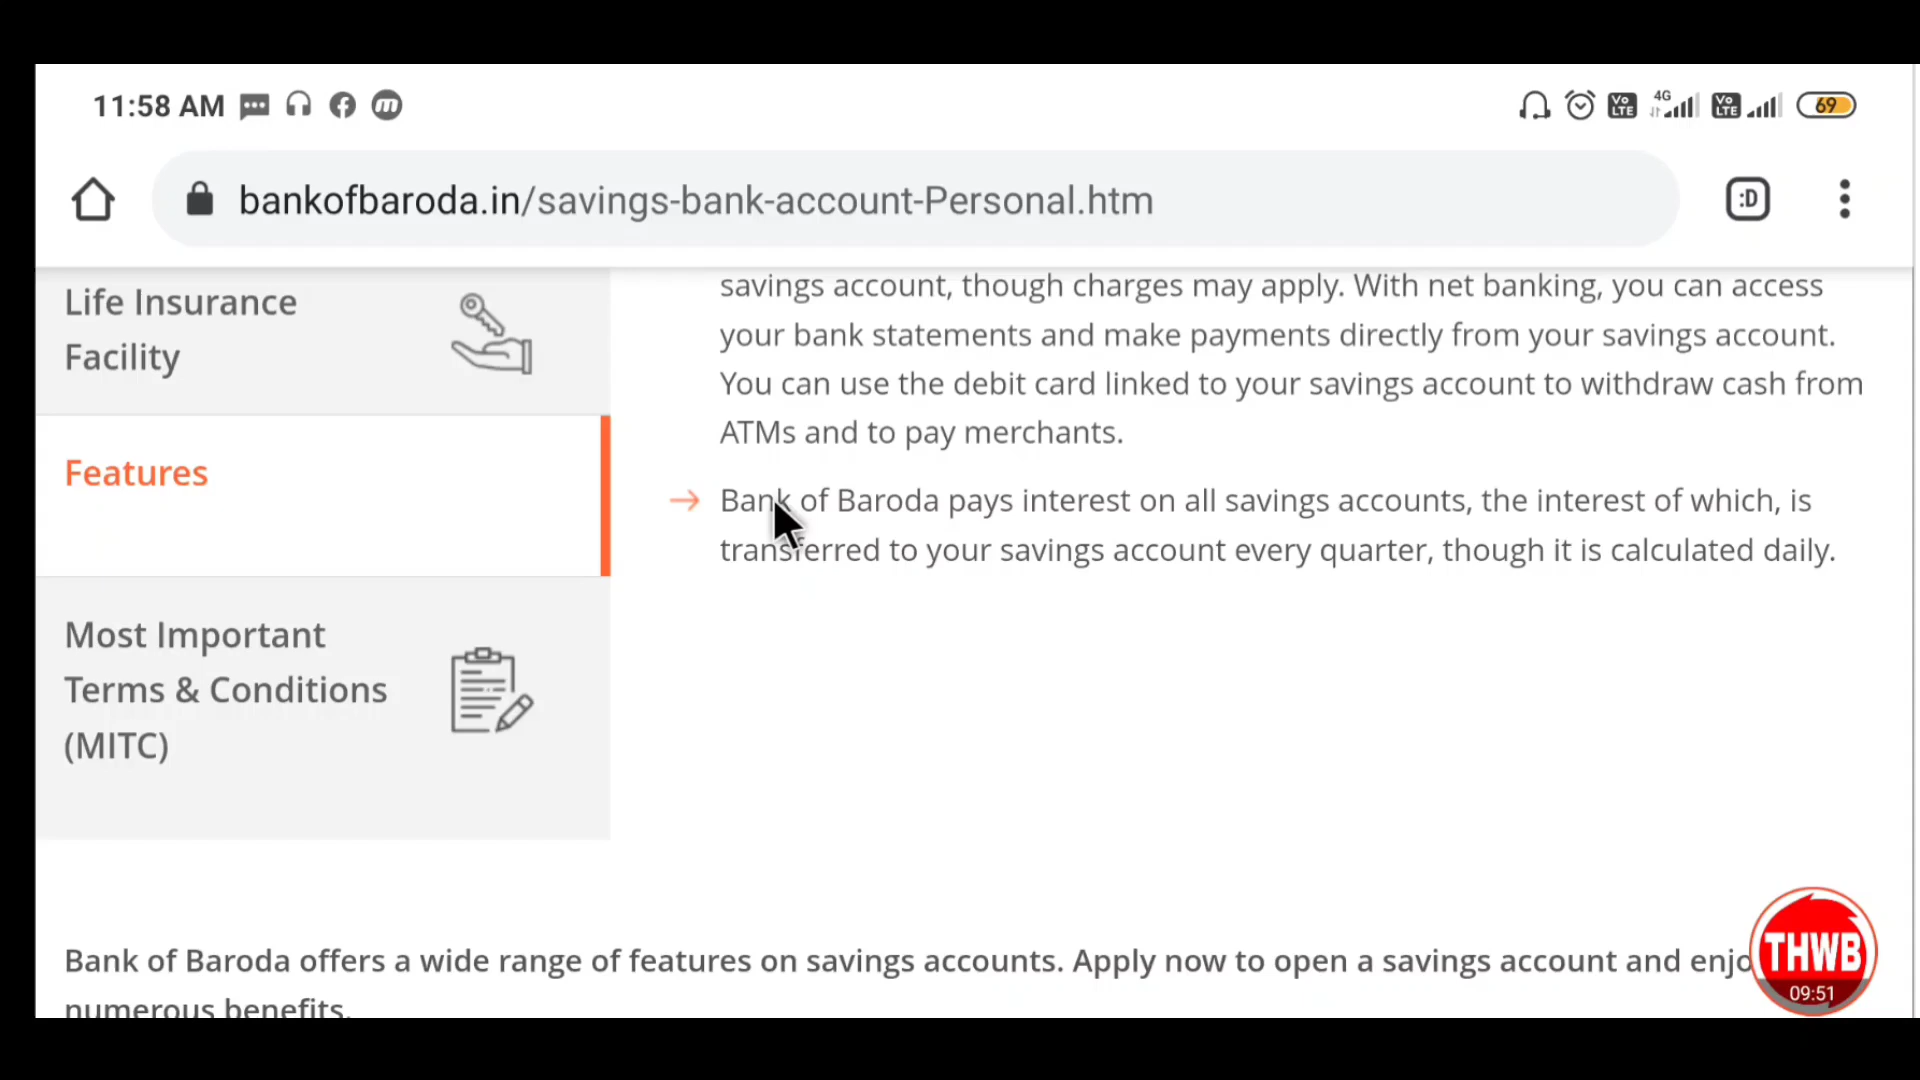 11:58 AM
4G
Vo LTE
Vo LTE
69
bankofbaroda.in/savings-bank-account-Personal.htm
:D
Life Insurance
Facility
Features
Most Important
Terms & Conditions
(MITC)
savings account, though charges may apply. With net banking, you can access
your bank statements and make payments directly from your savings account.
You can use the debit card linked to your savings account to withdraw cash from
ATMs and to pay merchants.
Bank of Baroda pays interest on all savings accounts, the interest of which, is
transferred to your savings account every quarter, though it is calculated daily.
Bank of Baroda offers a wide range of features on savings accounts. Apply now to open a savings account and enjo
numerous benefits.
THWB
09:51